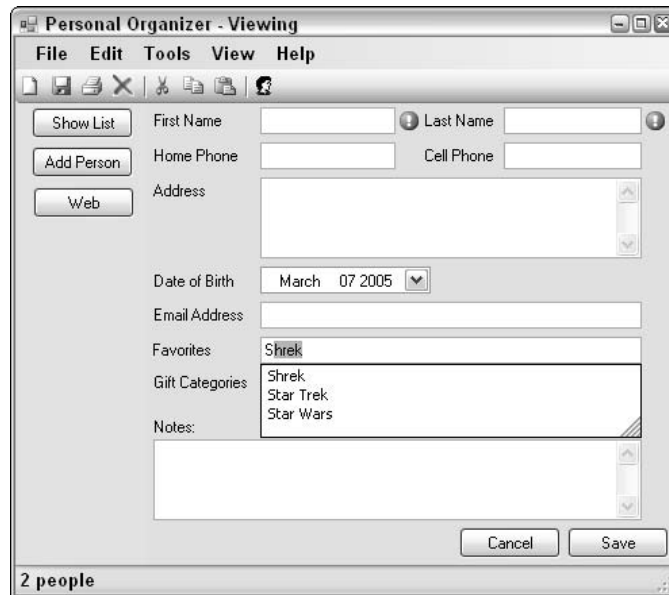 Personal Organizer - Viewing
File Edit Tools View Help
Show List
Add Person
Web
First Name
Last Name
Home Phone
Cell Phone
Address
Date of Birth
March 07 2005
Email Address
Favorites
Shrek
Gift Categories
Shrek
Star Trek
Star Wars
Notes:
Cancel
Save
2 people